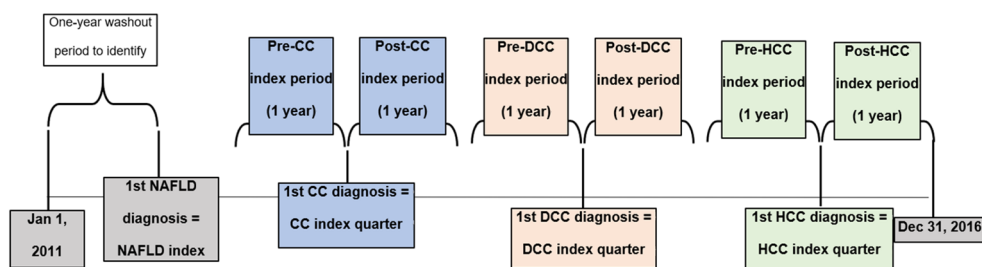 One-year washout
period to identify
Pre-CC
index period
(1 year)
Post-CC
index period
(1 year)
Pre-DCC
index period
(1 year)
Post-DCC
index period
(1 year)
Pre-HCC
index period
(1 year)
Post-HCC
index period
(1 year)
Jan 1,
2011
1st NAFLD
diagnosis =
NAFLD index
1st CC diagnosis =
CC index quarter
1st DCC diagnosis =
DCC index quarter
1st HCC diagnosis =
HCC index quarter
Dec 31, 2016